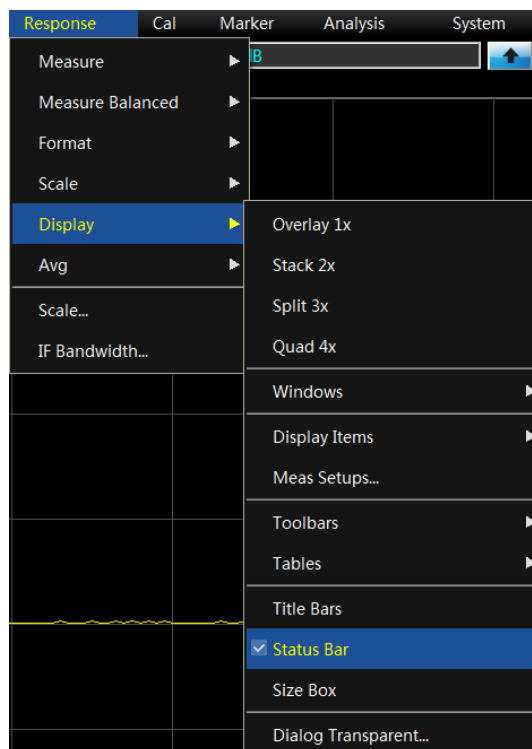 Response Cal Marker Analysis System
Measure
Measure Balanced
Format
Scale
Display
Avg
Scale...
IF Bandwidth...
Overlay 1x
Stack 2x
Split 3x
Quad 4x
Windows
Display Items
Meas Setups...
Toolbars
Tables
Title Bars
Status Bar
Size Box
Dialog Transparent...